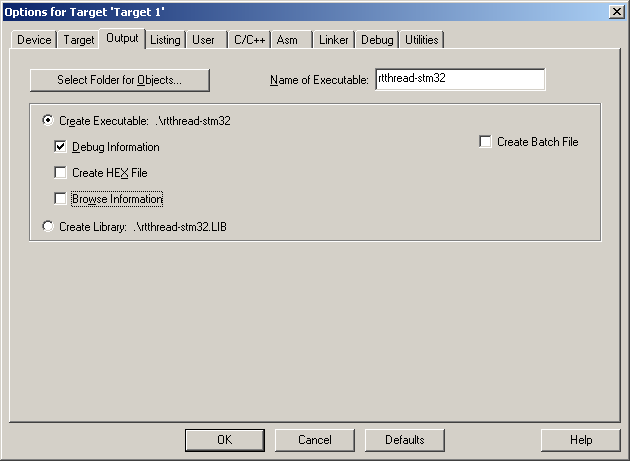 Options for Target 'Target 1'
Device Target Output Listing User C/C++ Asm Linker Debug Utilities
Select Folder for Objects... Name of Executable: rtthread-stm32
Create Executable: .\rtthread-stm32
Debug Information Create Batch File
Create HEX File
Browse Information
Create Library: .\rtthread-stm32.LIB
OK Cancel Defaults Help